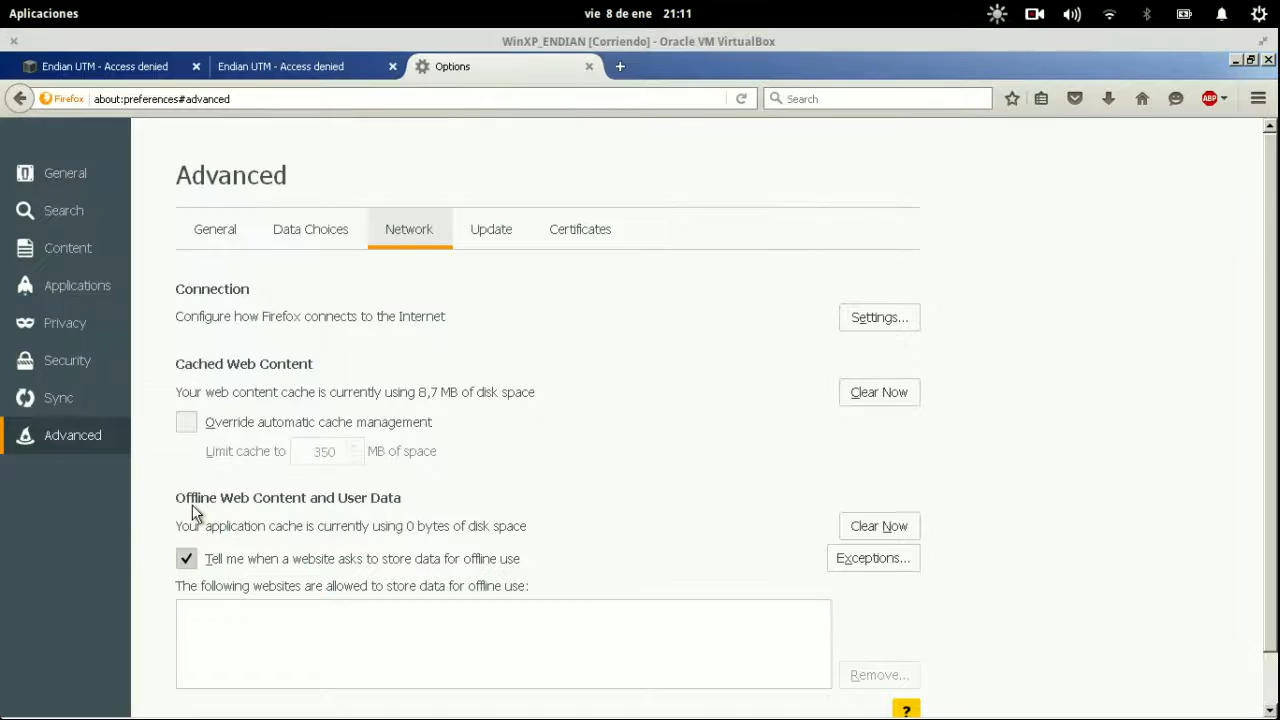 Aplicaciones
vie 8 de ene 21:11
WinXP_ENDIAN [Corriendo] - Oracle VM VirtualBox
Endian UTM - Access denied
Endian UTM - Access denied
Options
Firefox
about:preferences#advanced
Search
ABP
General
Search
Content
Applications
Privacy
Security
Sync
Advanced
Advanced
General
Data Choices
Network
Update
Certificates
Connection
Configure how Firefox connects to the Internet
Settings...
Cached Web Content
Your web content cache is currently using 8,7 MB of disk space
Clear Now
Override automatic cache management
Limit cache to 350 MB of space
Offline Web Content and User Data
Your application cache is currently using 0 bytes of disk space
Clear Now
Tell me when a website asks to store data for offline use
Exceptions...
The following websites are allowed to store data for offline use:
Remove...
?